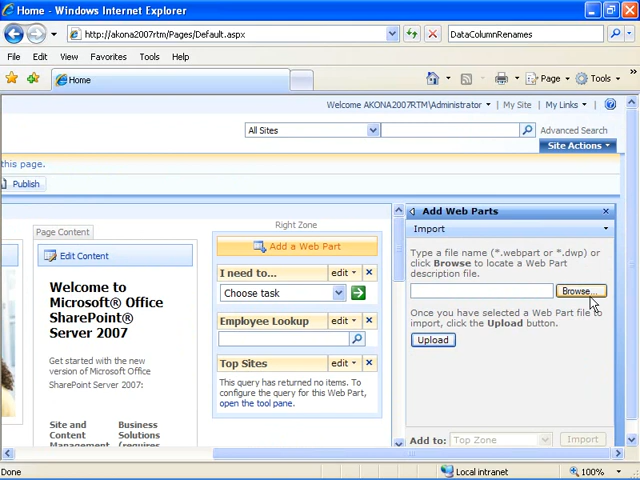 Home - Windows Internet Explorer
http://akona2007rtm/Pages/Default.aspx
DataColumnRenames
File Edit View Favorites Tools Help
Home
Page
Tools
Welcome AKONA2007RTM\Administrator
My Site
My Links
All Sites
Advanced Search
Site Actions
this page.
Publish
Page Content
Edit Content
Welcome to
Microsoft® Office
SharePoint®
Server 2007
Get started with the new
version of Microsoft Office
SharePoint Server 2007:
Site and
Content
Management
Business
Solutions
(requires
Right Zone
Add a Web Part
I need to...
edit
Choose task
Employee Lookup
edit
Top Sites
edit
This query has returned no items. To
configure the query for this Web Part,
open the tool pane.
Add Web Parts
Import
Type a file name (*.webpart or *.dwp) or
click Browse to locate a Web Part
description file.
Browse...
Once you have selected a Web Part file to
import, click the Upload button.
Upload
Add to:
Top Zone
Import
Done
Local intranet
100%